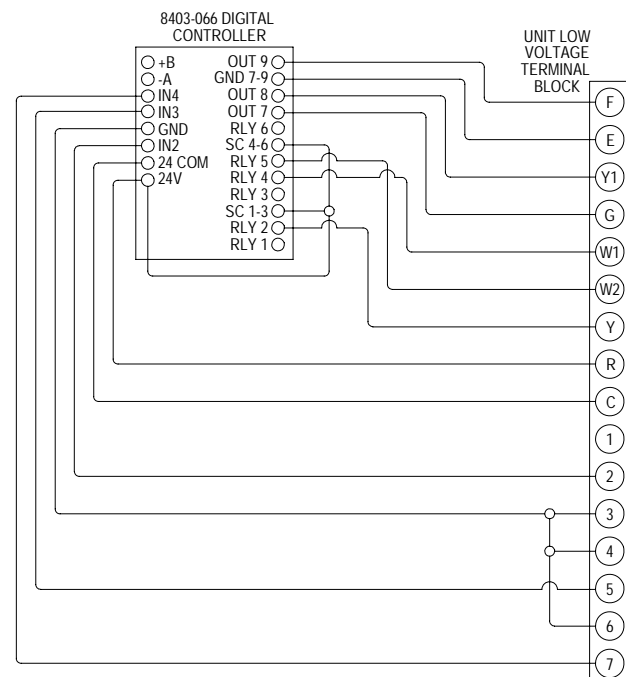 8403-066 DIGITAL
CONTROLLER
+B
-A
IN4
IN3
GND
IN2
24 COM
24V
OUT 9
GND 7-9
OUT 8
OUT 7
RLY 6
SC 4-6
RLY 5
RLY 4
RLY 3
SC 1-3
RLY 2
RLY 1
UNIT LOW
VOLTAGE
TERMINAL
BLOCK
F
E
Y1
G
W1
W2
Y
R
C
1
2
3
4
5
6
7